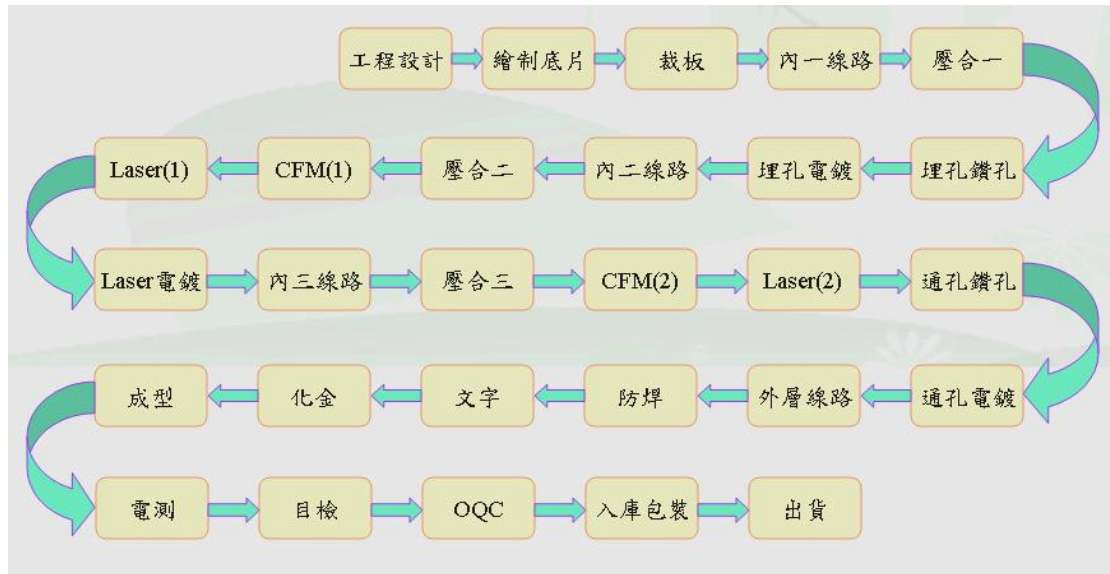 工程設計
繪制底片
裁板
內一線路
壓合一
埋孔鑽孔
埋孔電鍍
內二線路
壓合二
CFM(1)
Laser(1)
Laser電鍍
內三線路
壓合三
CFM(2)
Laser(2)
通孔鑽孔
通孔電鍍
外層線路
防焊
文字
化金
成型
電測
目檢
OQC
入庫包裝
出貨